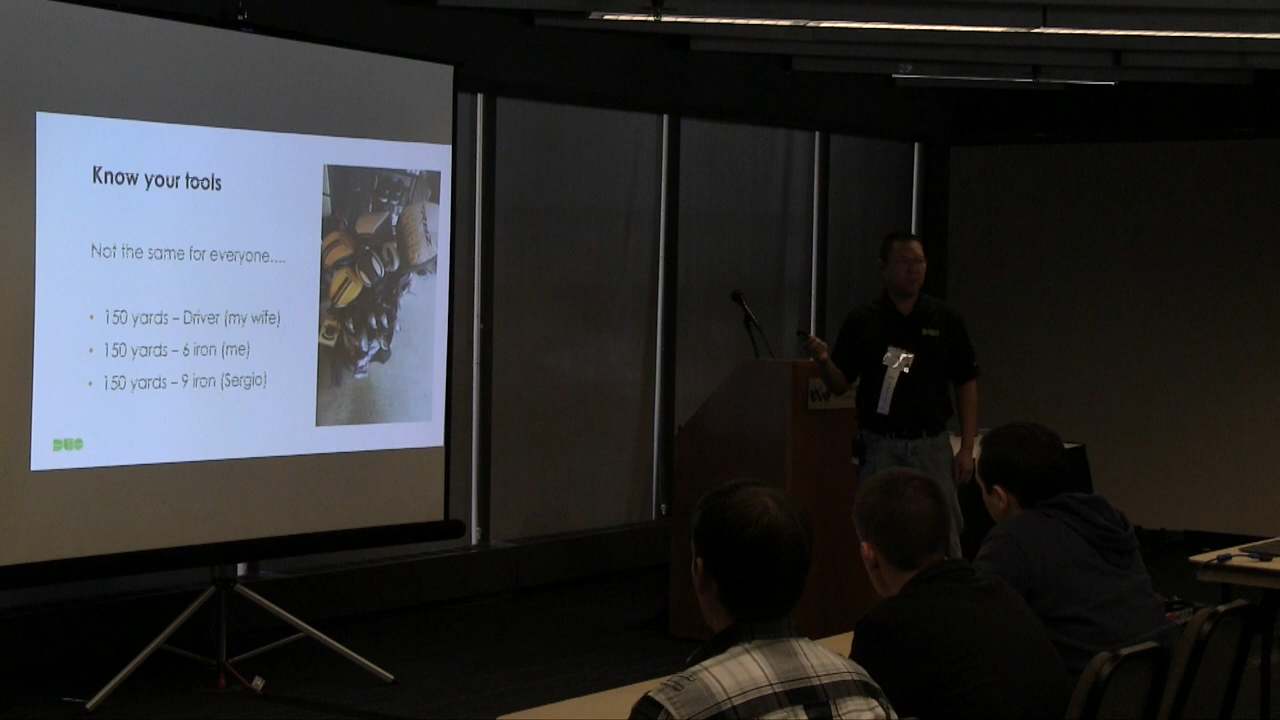 Know your tools
Not the same for everyone....
• 150 yards – Driver (my wife)
• 150 yards – 6 iron (me)
• 150 yards – 9 iron (Sergio)
DUO